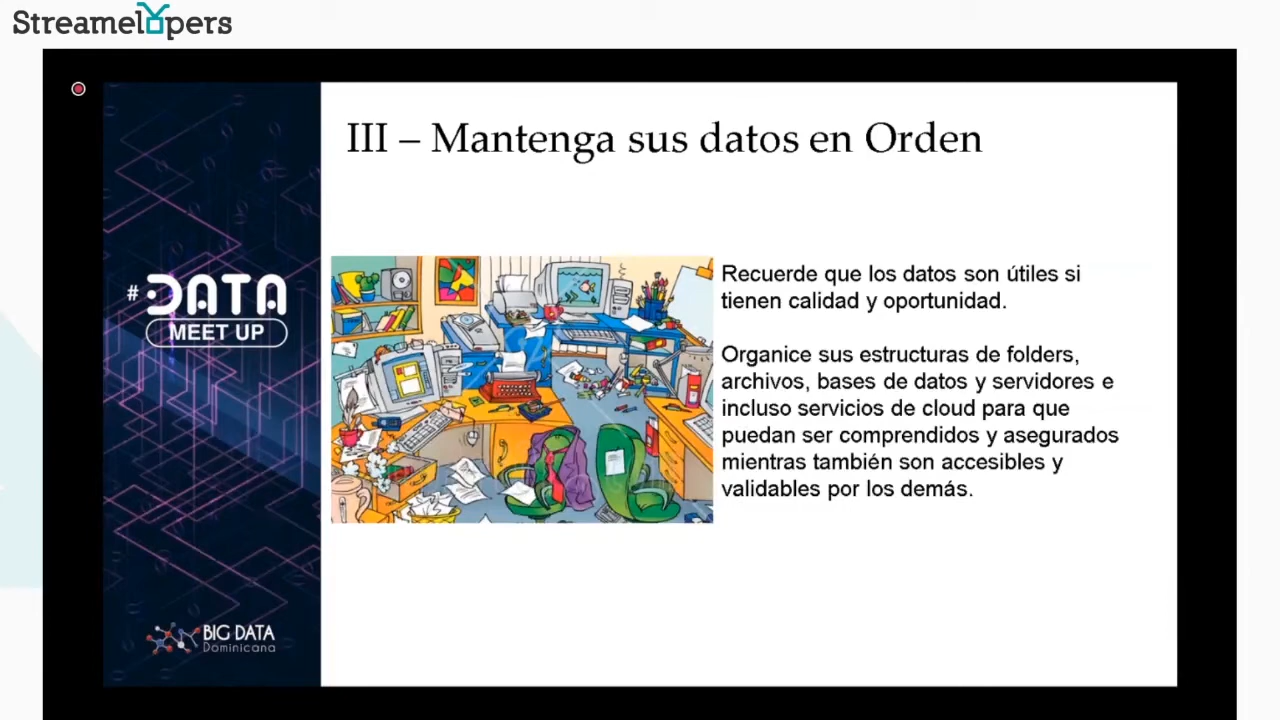 Streamelopers
III – Mantenga sus datos en Orden
#DATA
MEET UP
Recuerde que los datos son útiles si
tienen calidad y oportunidad.
Organice sus estructuras de folders,
archivos, bases de datos y servidores e
incluso servicios de cloud para que
puedan ser comprendidos y asegurados
mientras también son accesibles y
validables por los demás.
BIG DATA
Dominicana